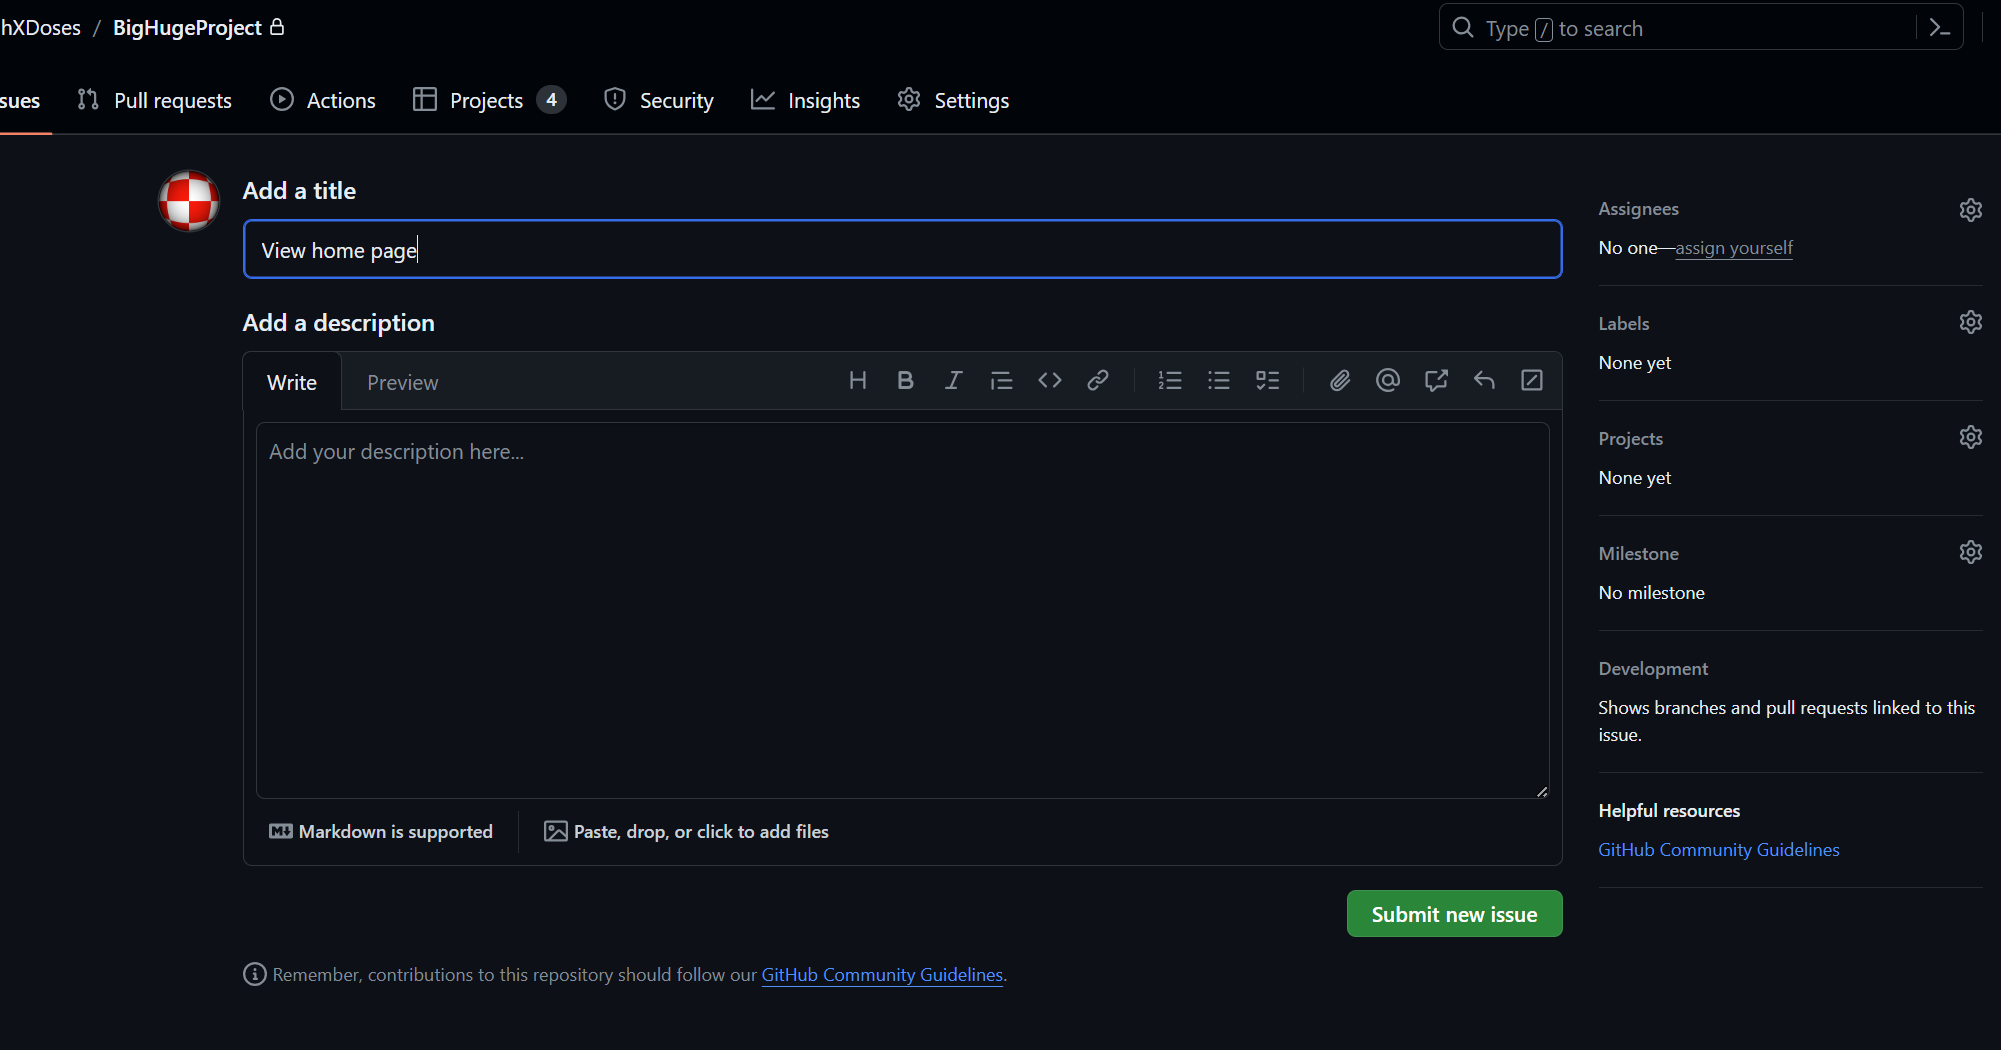 hXDoses / BigHugeProject
Type / to search
sues Pull requests Actions Projects 4 Security Insights Settings
Add a title
View home page
Add a description
Write Preview
Add your description here...
Markdown is supported
Paste, drop, or click to add files
Submit new issue
Remember, contributions to this repository should follow our GitHub Community Guidelines.
Assignees
No one—assign yourself
Labels
None yet
Projects
None yet
Milestone
No milestone
Development
Shows branches and pull requests linked to this
issue.
Helpful resources
GitHub Community Guidelines